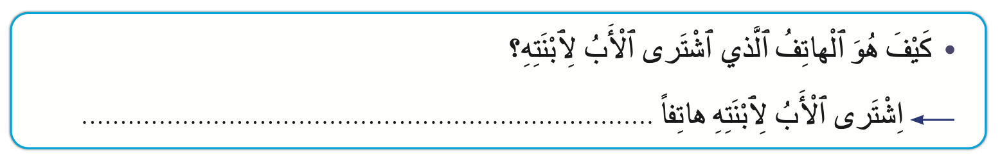 • كَيْفَ هُوَ ٱلْهاتِفُ ٱلَّذي ٱشْتَرى ٱلْأَبُ لِٱبْنَتِهِ؟
← اِشْتَرى ٱلْأَبُ لِٱبْنَتِهِ هاتِفاً ......................................................................